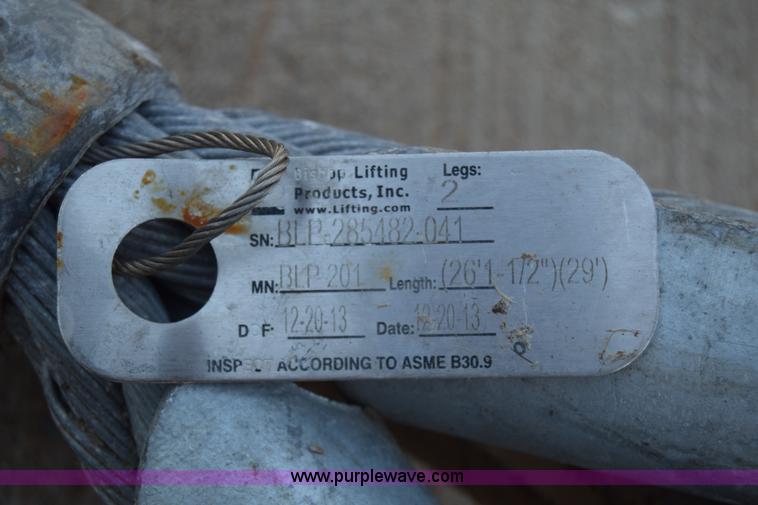 Bishop Lifting Legs:
Products, Inc. 2
www.Lifting.com
SN: BLP-285482-041
MN: BLP-201 Length: (26'1-1/2")(29')
D F 12-20-13 Date: 12-20-13
INSPECT ACCORDING TO ASME B30.9
www.purplewave.com